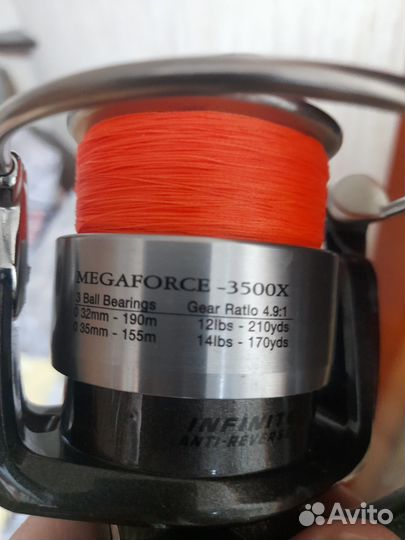 MEGAFORCE -3500X
3 Ball Bearings Gear Ratio 4.9:1
0 32mm - 190m 12lbs - 210yds
0 35mm - 155m 14lbs - 170yds
INFINITE
ANTI-REVERSE
Avito